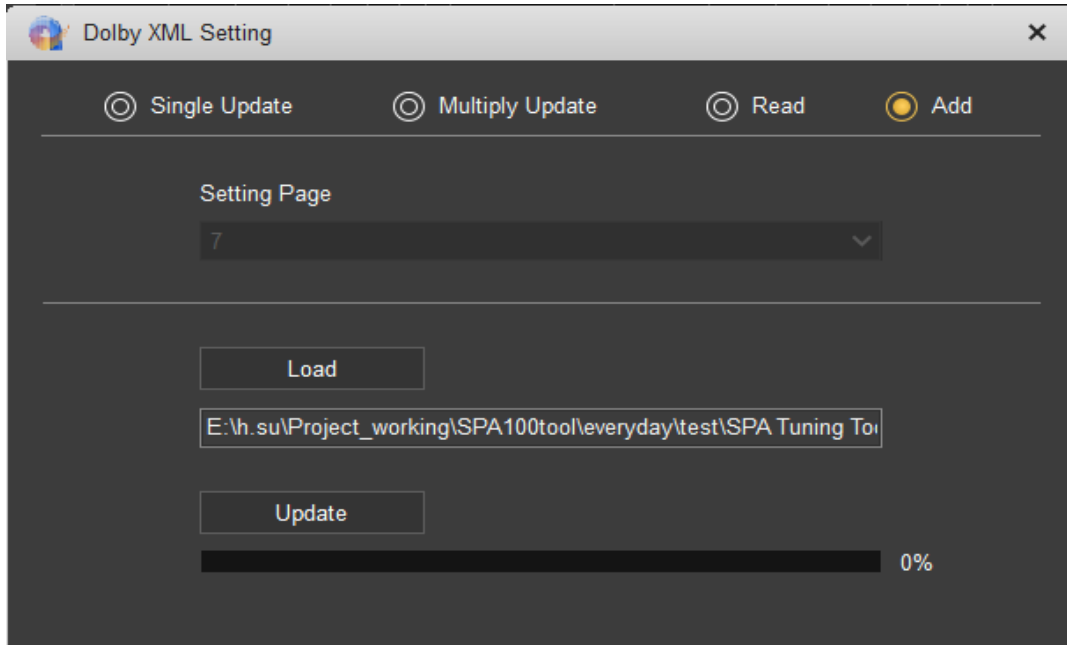 Dolby XML Setting
Single Update Multiply Update Read Add
Setting Page
7
Load
E:\h.su\Project_working\SPA100tool\everyday\test\SPA Tuning
Update
0%